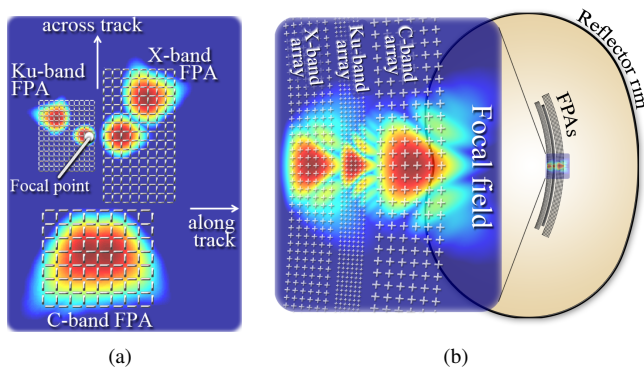 across track
X-band
FPA
Ku-band
FPA
Focal point
along
track
C-band FPA
(a)
X-band
array
Ku-band
array
C-band
array
Focal field
FPAs
Reflector rim
(b)